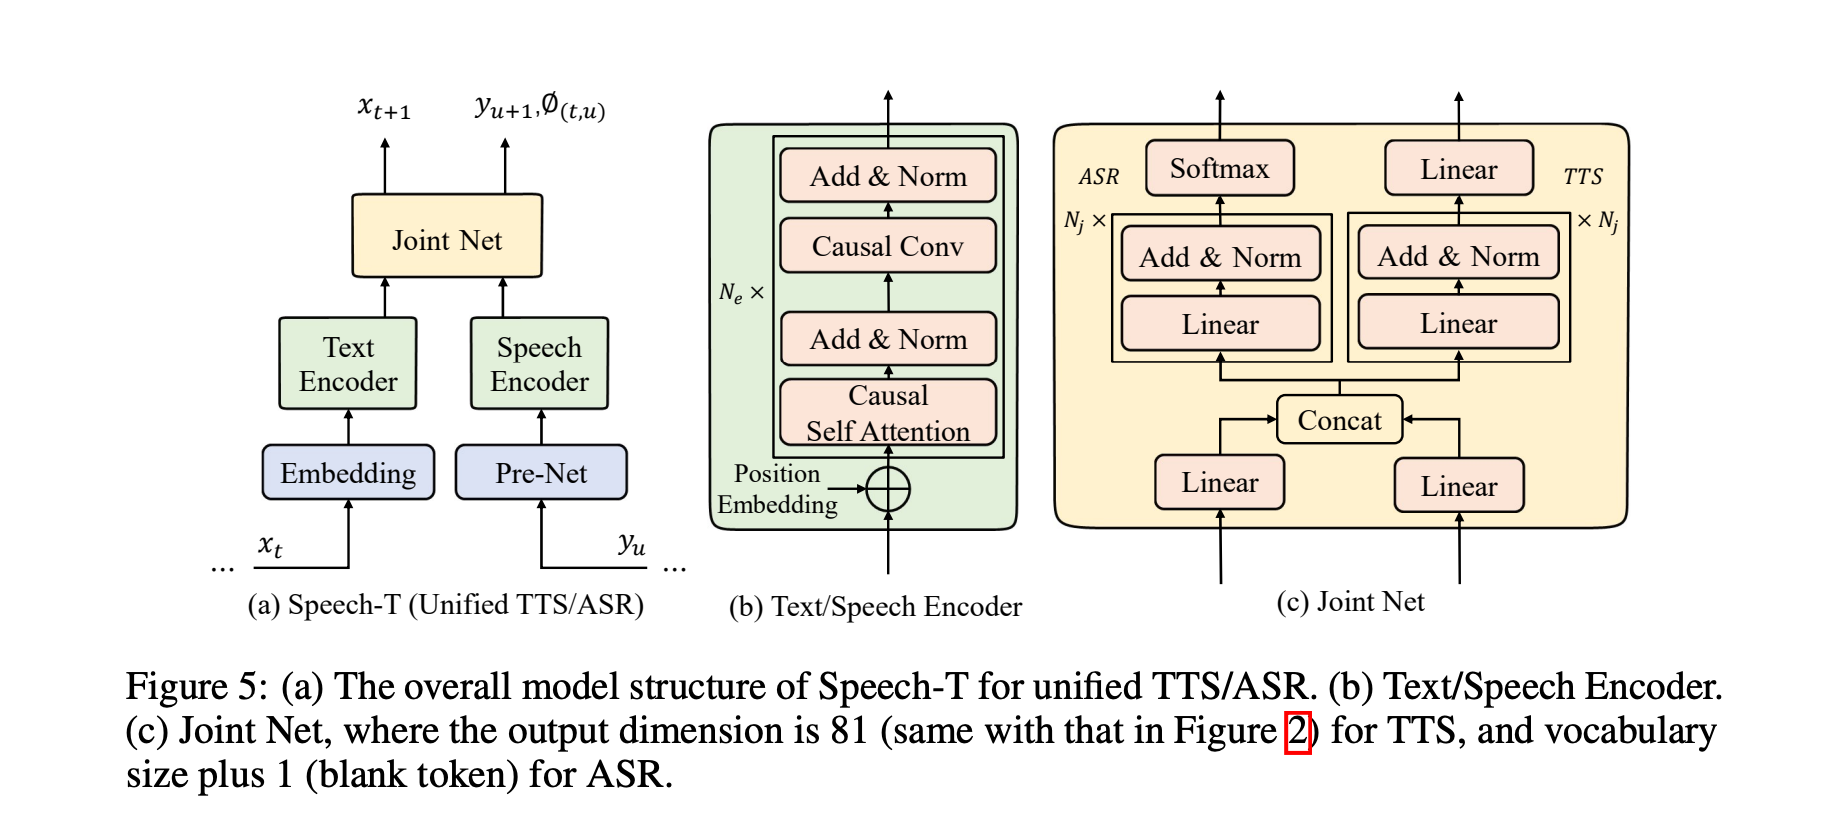 x_{t+1}
y_{u+1},∅_{(t,u)}
Joint Net
Text
Encoder
Speech
Encoder
Embedding
Pre-Net
... x_t
y_u ...
(a) Speech-T (Unified TTS/ASR)
Add & Norm
Causal Conv
N_e ×
Add & Norm
Causal
Self Attention
Position
Embedding
(b) Text/Speech Encoder
ASR
Softmax
Linear
TTS
N_j ×
Add & Norm
Linear
Add & Norm
Linear
× N_j
Concat
Linear
Linear
(c) Joint Net
Figure 5: (a) The overall model structure of Speech-T for unified TTS/ASR. (b) Text/Speech Encoder.
(c) Joint Net, where the output dimension is 81 (same with that in Figure 2) for TTS, and vocabulary
size plus 1 (blank token) for ASR.